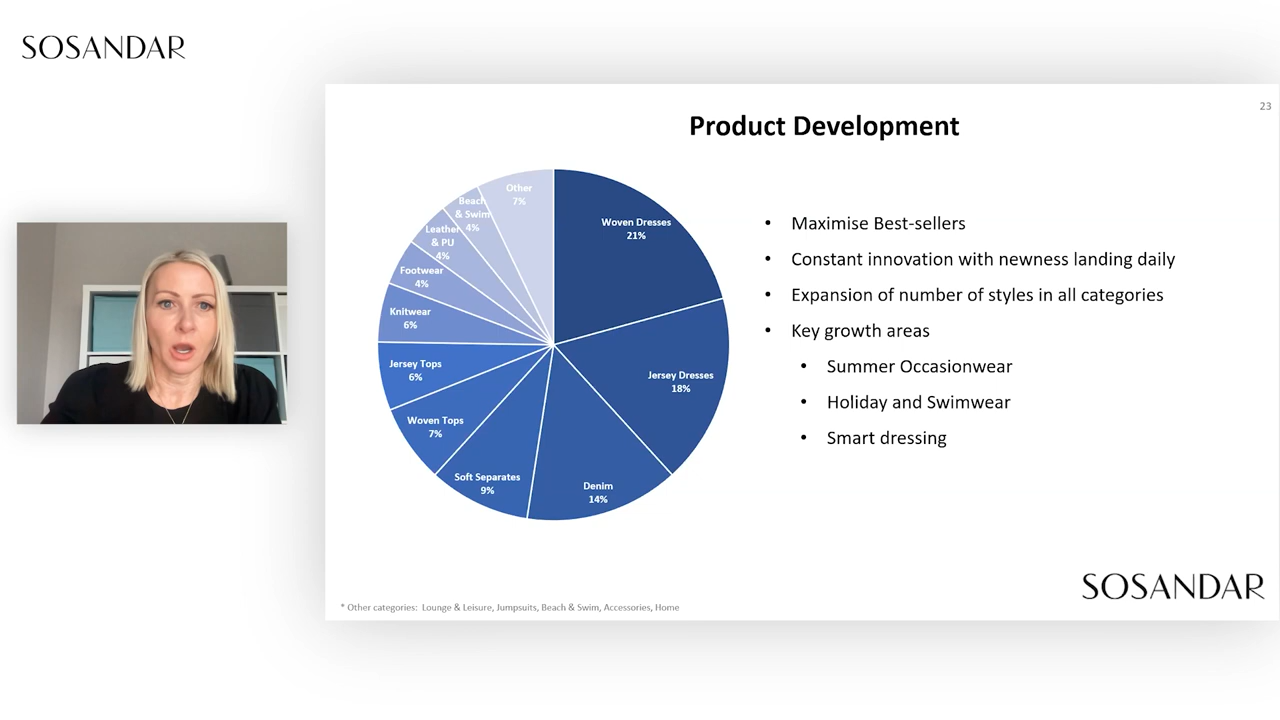 SOSANDAR
23
Product Development
Other
7%
Beach
& Swim
4%
Leather
& PU
4%
Footwear
4%
Knitwear
6%
Jersey Tops
6%
Woven Tops
7%
Soft Separates
9%
Denim
14%
Jersey Dresses
18%
Woven Dresses
21%
• Maximise Best-sellers
• Constant innovation with newness landing daily
• Expansion of number of styles in all categories
• Key growth areas
• Summer Occasionwear
• Holiday and Swimwear
• Smart dressing
SOSANDAR
* Other categories: Lounge & Leisure, Jumpsuits, Beach & Swim, Accessories, Home